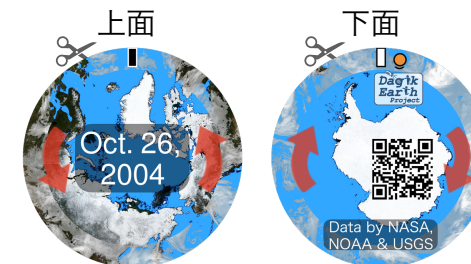 上面
下面
Dagik
Earth
Project
Oct. 26,
2004
Data by NASA,
NOAA & USGS